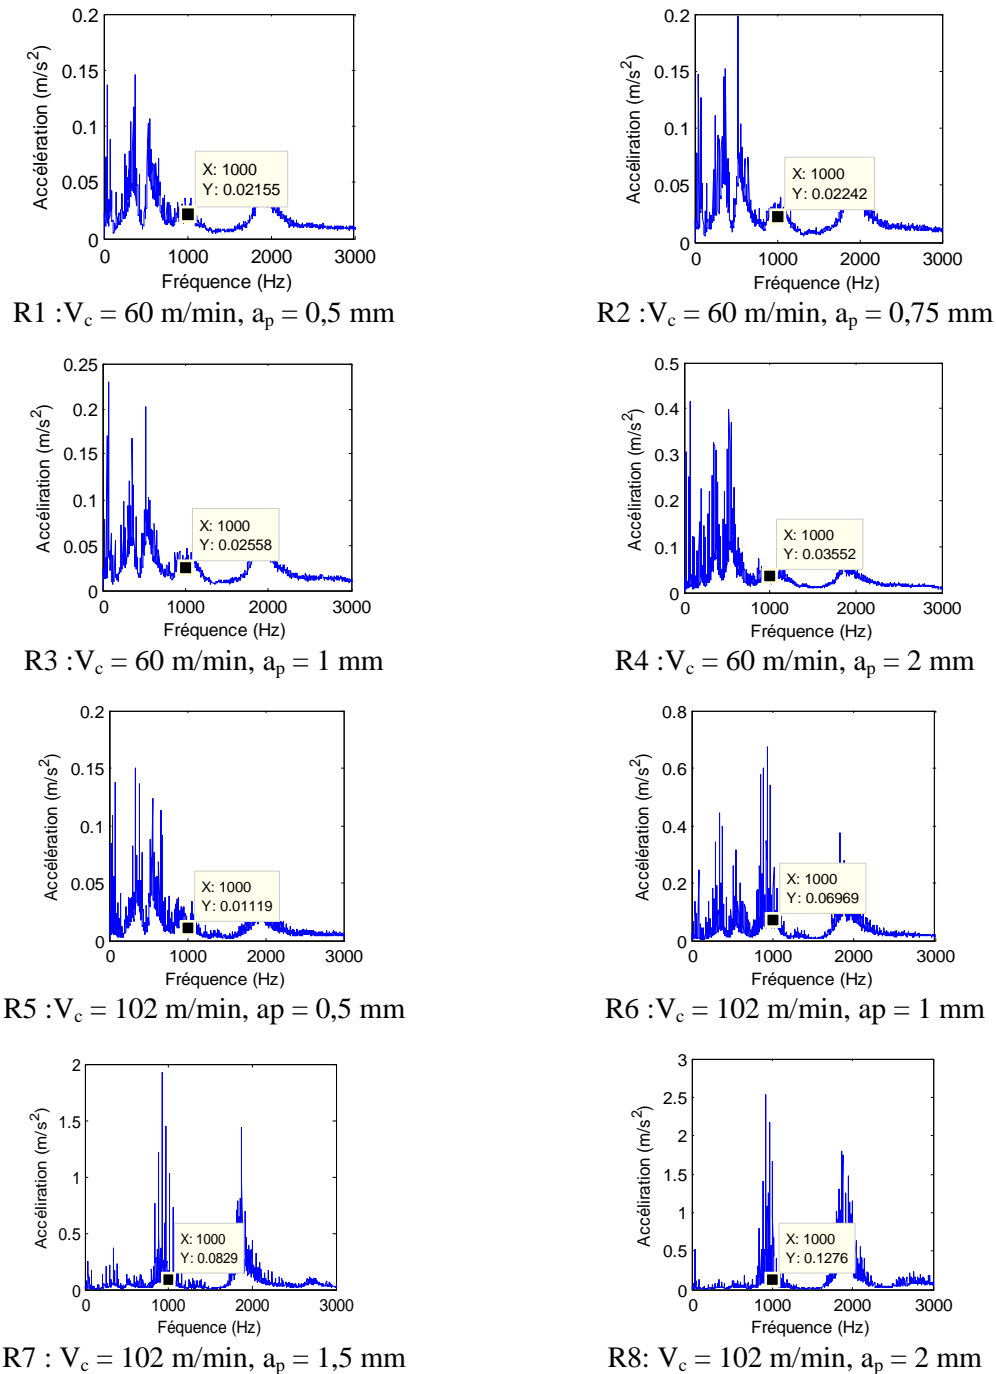 0.2
0.15
0.1
0.05
0
Accélération (m/s²)
X: 1000
Y: 0.02155
0 1000 2000 3000
Fréquence (Hz)
R1 :Vc = 60 m/min, ap = 0,5 mm
0.2
0.15
0.1
0.05
0
Accéliration (m/s²)
X: 1000
Y: 0.02242
0 1000 2000 3000
Fréquence (Hz)
R2 :Vc = 60 m/min, ap = 0,75 mm
0.25
0.2
0.15
0.1
0.05
0
Accéliration (m/s²)
X: 1000
Y: 0.02558
0 1000 2000 3000
Fréquence (Hz)
R3 :Vc = 60 m/min, ap = 1 mm
0.5
0.4
0.3
0.2
0.1
0
Accéliration (m/s²)
X: 1000
Y: 0.03552
0 1000 2000 3000
Fréquence (Hz)
R4 :Vc = 60 m/min, ap = 2 mm
0.2
0.15
0.1
0.05
0
Accélération (m/s²)
X: 1000
Y: 0.01119
0 1000 2000 3000
Fréquence (Hz)
R5 :Vc = 102 m/min, ap = 0,5 mm
0.8
0.6
0.4
0.2
0
Accéliration (m/s²)
X: 1000
Y: 0.06969
0 1000 2000 3000
Fréquence (Hz)
R6 :Vc = 102 m/min, ap = 1 mm
2
1.5
1
0.5
0
Accéliration (m/s²)
X: 1000
Y: 0.0829
0 1000 2000 3000
Féquence (Hz)
R7 : Vc = 102 m/min, ap = 1,5 mm
3
2.5
2
1.5
1
0.5
0
Accéliration (m/s²)
X: 1000
Y: 0.1276
0 1000 2000 3000
Fréquence (Hz)
R8: Vc = 102 m/min, ap = 2 mm